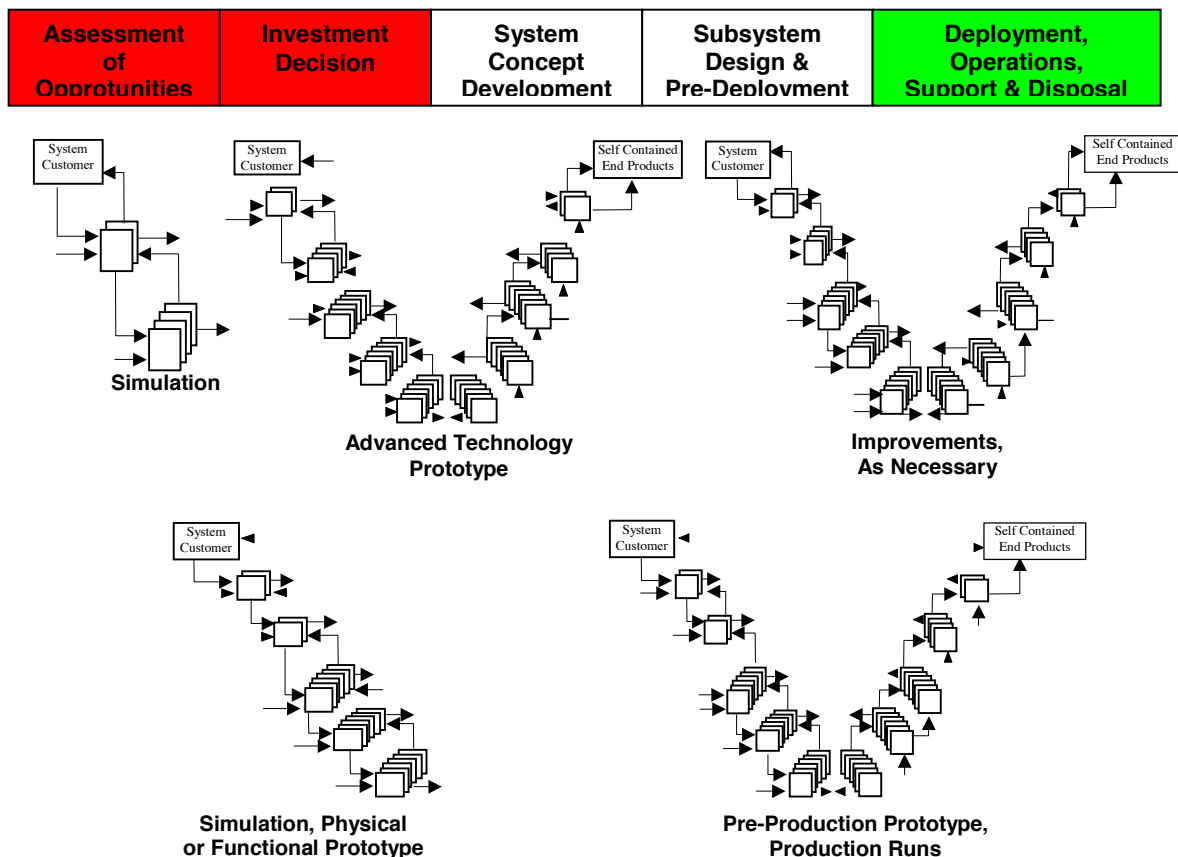 Assessment
of
Opprotunities
Investment
Decision
System
Concept
Development
Subsystem
Design &
Pre-Deployment
Deployment,
Operations,
Support & Disposal
System
Customer
Simulation
System
Customer
Self Contained
End Products
Advanced Technology
Prototype
System
Customer
Self Contained
End Products
Improvements,
As Necessary
System
Customer
Simulation, Physical
or Functional Prototype
System
Customer
Self Contained
End Products
Pre-Production Prototype,
Production Runs